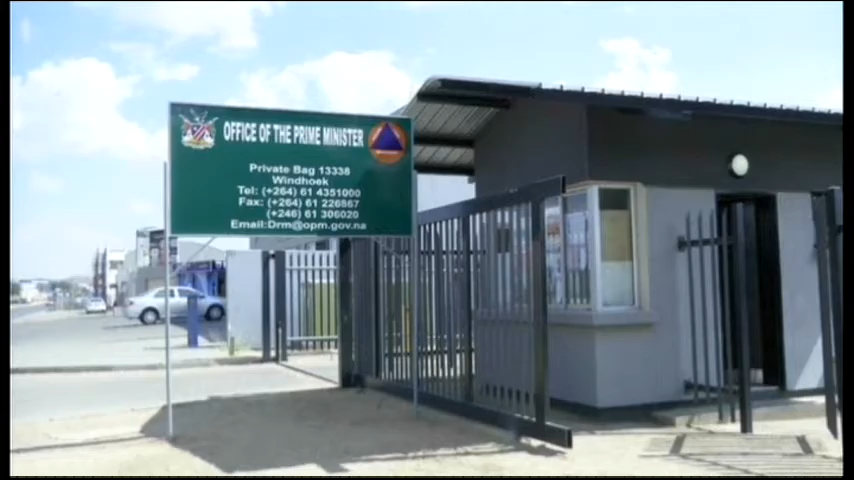 OFFICE OF THE PRIME MINISTER
Private Bag 13338
Windhoek
Tel: (+264) 61 4351000
Fax: (+264) 61 226867
(+246) 61 306020
Email:Drm@opm.gov.na